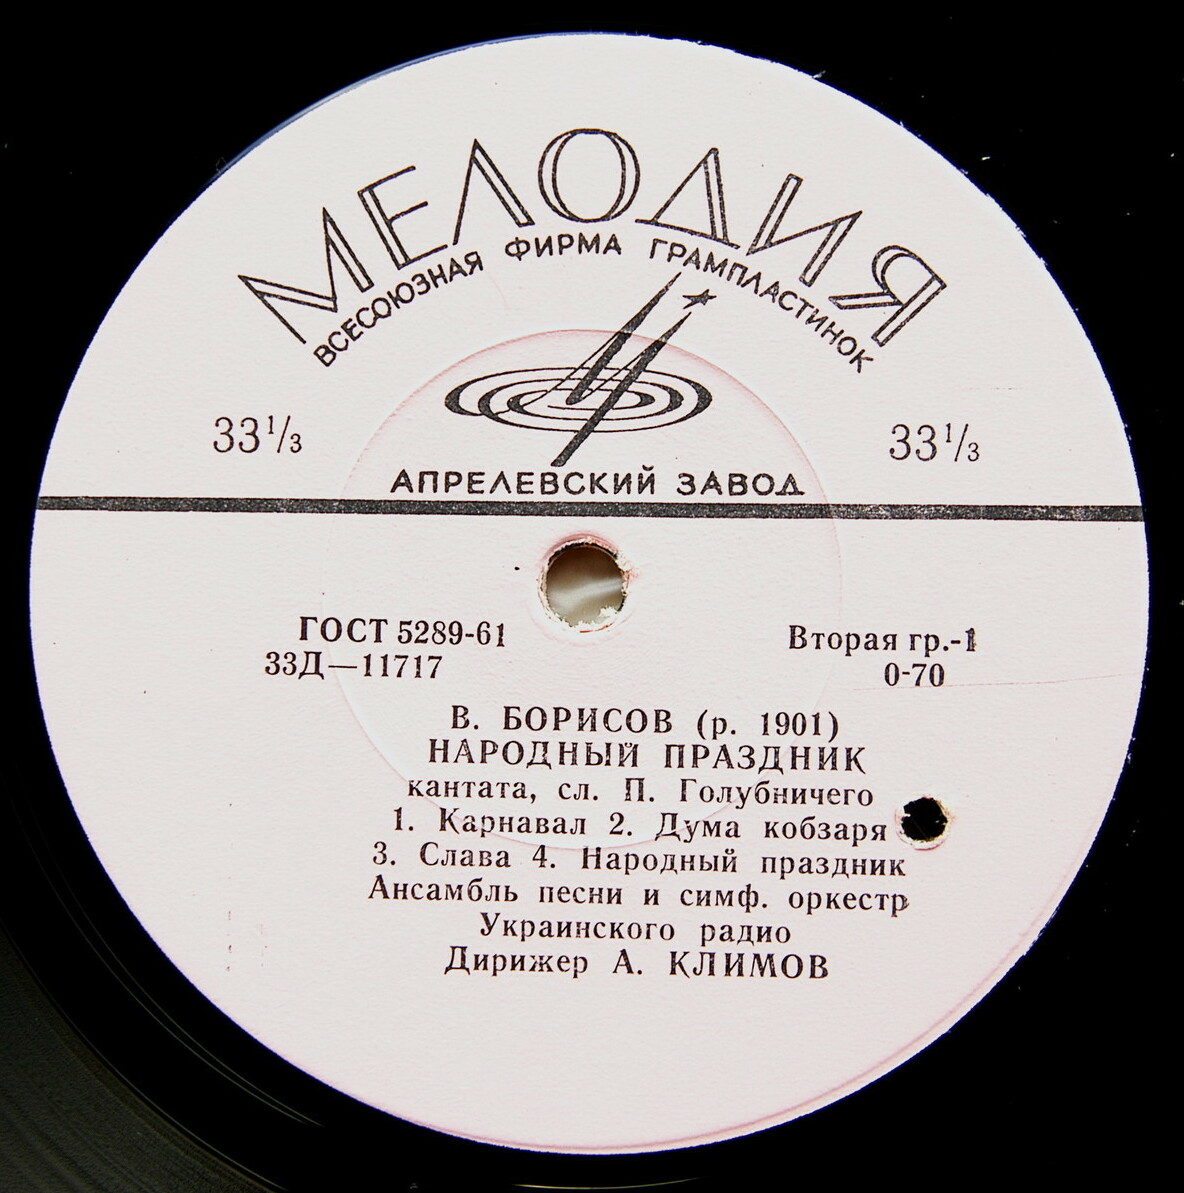 МЕЛОДИЯ
ВСЕСОЮЗНАЯ ФИРМА ГРАМПЛАСТИНОК
33⅓ 33⅓
АПРЕЛЕВСКИЙ ЗАВОД
ГОСТ 5289-61 Вторая гр.-1
33Д—11717 0-70
В. БОРИСОВ (р. 1901)
НАРОДНЫЙ ПРАЗДНИК
кантата, сл. П. Голубничего
1. Карнавал 2. Дума кобзаря
3. Слава 4. Народный праздник
Ансамбль песни и симф. оркестр
Украинского радио
Дирижер А. КЛИМОВ